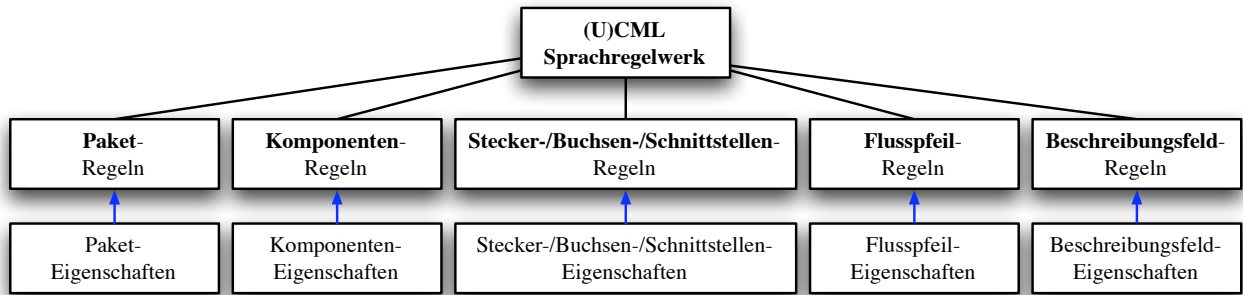 (U)CML
Sprachregelwerk
Paket-
Regeln
Komponenten-
Regeln
Stecker-/Buchsen-/Schnittstellen-
Regeln
Flusspfeil-
Regeln
Beschreibungsfeld-
Regeln
Paket-
Eigenschaften
Komponenten-
Eigenschaften
Stecker-/Buchsen-/Schnittstellen-
Eigenschaften
Flusspfeil-
Eigenschaften
Beschreibungsfeld-
Eigenschaften